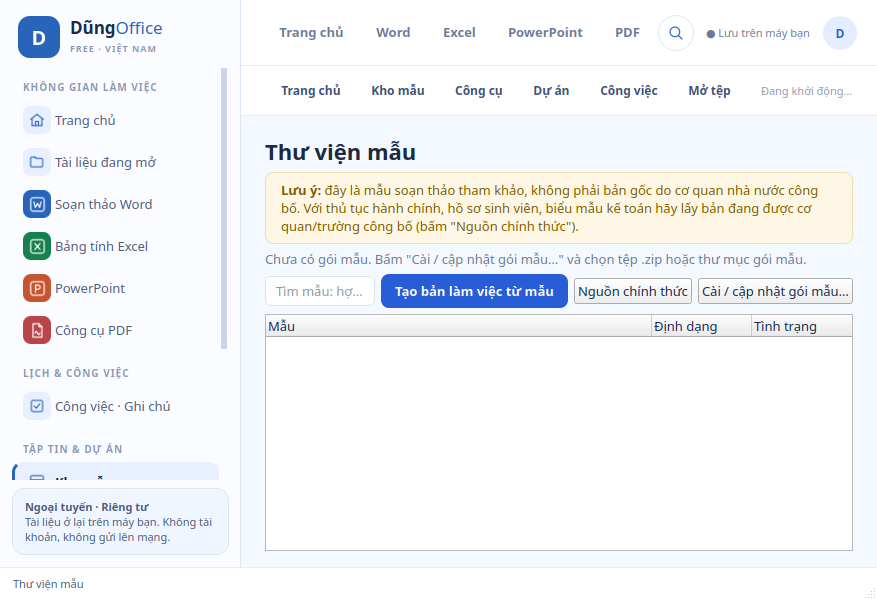 D
DũngOffice
FREE · VIỆT NAM
KHÔNG GIAN LÀM VIỆC
Trang chủ
Tài liệu đang mở
Soạn thảo Word
Bảng tính Excel
PowerPoint
Công cụ PDF
LỊCH & CÔNG VIỆC
Công việc · Ghi chú
TẬP TIN & DỰ ÁN
Ngoại tuyến · Riêng tư
Tài liệu ở lại trên máy bạn. Không tài
khoản, không gửi lên mạng.
Trang chủ Word Excel PowerPoint PDF Lưu trên máy bạn D
Trang chủ Kho mẫu Công cụ Dự án Công việc Mở tệp Đang khởi động...
Thư viện mẫu
Lưu ý: đây là mẫu soạn thảo tham khảo, không phải bản gốc do cơ quan nhà nước công
bố. Với thủ tục hành chính, hồ sơ sinh viên, biểu mẫu kế toán hãy lấy bản đang được cơ
quan/trường công bố (bấm "Nguồn chính thức").
Chưa có gói mẫu. Bấm "Cài / cập nhật gói mẫu..." và chọn tệp .zip hoặc thư mục gói mẫu.
Tìm mẫu: hợ... Tạo bản làm việc từ mẫu Nguồn chính thức Cài / cập nhật gói mẫu...
Mẫu Định dạng Tình trạng
Thư viện mẫu